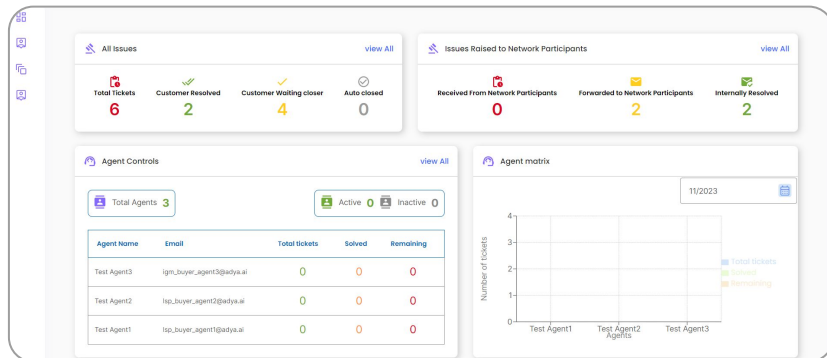 All Issues
view All
Total Tickets
6
Customer Resolved
2
Customer Waiting closer
4
Auto closed
0
Issues Raised to Network Participants
view All
Received From Network Participants
0
Forwarded to Network Participants
2
Internally Resolved
2
Agent Controls
view All
Total Agents 3
Active 0
Inactive 0
Agent Name Email Total tickets Solved Remaining
Test Agent3 igm_buyer_agent3@adya.ai 0 0 0
Test Agent2 lsp_buyer_agent2@adya.ai 0 0 0
Test Agent1 lsp_buyer_agent1@adya.ai 0 0 0
Agent matrix
11/2023
Number of tickets
4
3
2
1
0
Test Agent1 Test Agent2 Test Agent3
Agents
Total tickets
Solved
Remaining